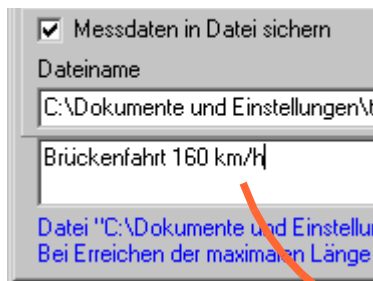 Messdaten in Datei sichern
Dateiname
C:\Dokumente und Einstellungen\
Brückenfahrt 160 km/h
Datei "C:\Dokumente und Einstellu
Bei Erreichen der maximalen Länge